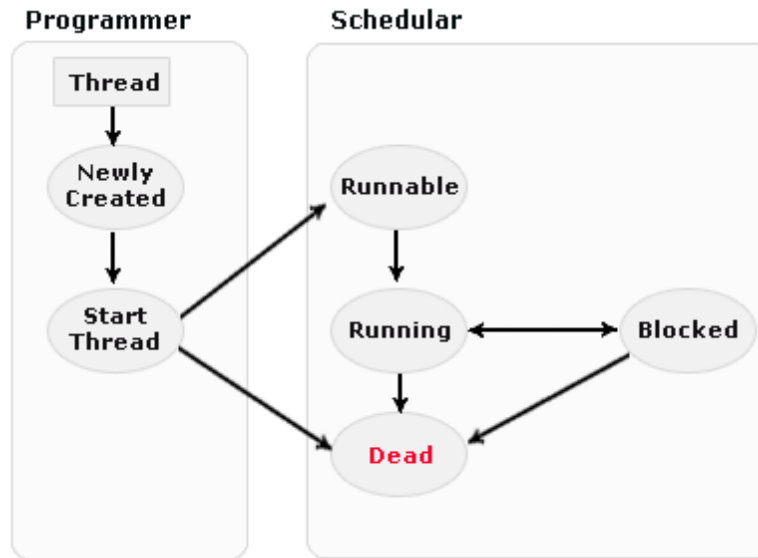 Programmer
Schedular
Thread
Newly
Created
Start
Thread
Runnable
Running
Blocked
Dead